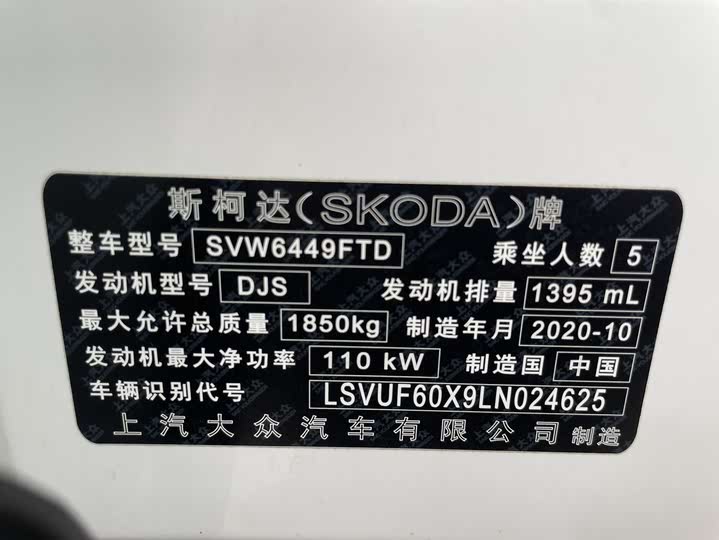 斯柯达(SKODA)牌
整车型号 SVW6449FTD 乘坐人数 5
发动机型号 DJS 发动机排量 1395 mL
最大允许总质量 1850kg 制造年月 2020-10
发动机最大净功率 110 kW 制造国 中国
车辆识别代号 LSVUF60X9LN024625
上汽大众汽车有限公司 制造